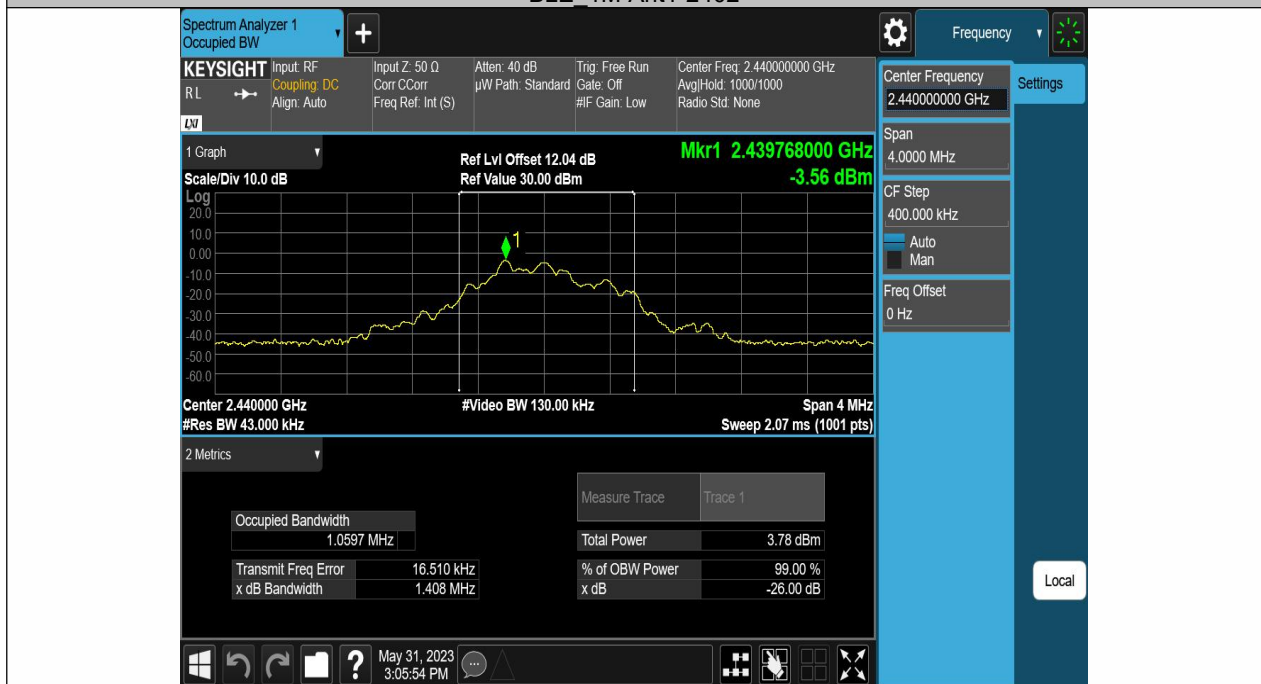 Spectrum Analyzer 1
Occupied BW
+
Frequency
KEYSIGHT
R L
LXI
Input: RF
Coupling: DC
Align: Auto
Input Z: 50 Ω
Corr CCorr
Freq Ref: Int (S)
Atten: 40 dB
µW Path: Standard
Trig: Free Run
Gate: Off
#IF Gain: Low
Center Freq: 2.440000000 GHz
Avg|Hold: 1000/1000
Radio Std: None
Center Frequency
2.440000000 GHz
Settings
Span
4.0000 MHz
CF Step
400.000 kHz
Auto
Man
Freq Offset
0 Hz
Local
1 Graph
Scale/Div 10.0 dB
Ref Lvl Offset 12.04 dB
Ref Value 30.00 dBm
Mkr1 2.439768000 GHz
-3.56 dBm
Log
20.0
10.0
0.00
-10.0
-20.0
-30.0
-40.0
-50.0
-60.0
1
Center 2.440000 GHz
#Video BW 130.00 kHz
Span 4 MHz
#Res BW 43.000 kHz
Sweep 2.07 ms (1001 pts)
2 Metrics
Measure Trace Trace 1
Occupied Bandwidth
1.0597 MHz
Total Power 3.78 dBm
Transmit Freq Error 16.510 kHz
% of OBW Power 99.00 %
x dB Bandwidth 1.408 MHz
x dB -26.00 dB
?
May 31, 2023
3:05:54 PM